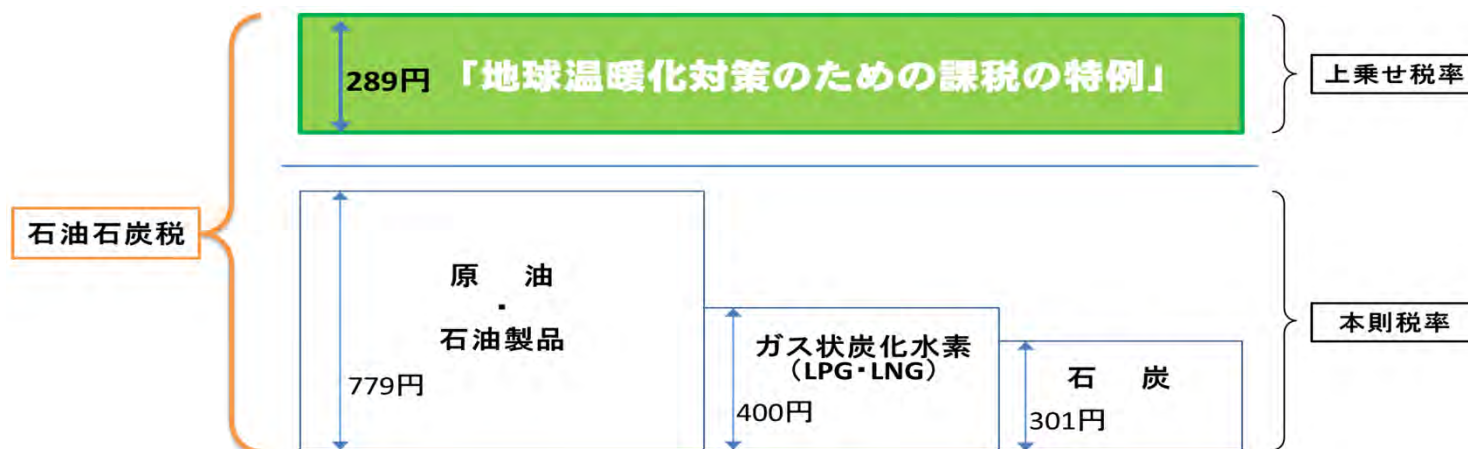 289円 「地球温暖化対策のための課税の特例」
上乗せ税率
石油石炭税
原 油
・
石油製品
779円
ガス状炭化水素
（LPG・LNG）
400円
石 炭
301円
本則税率